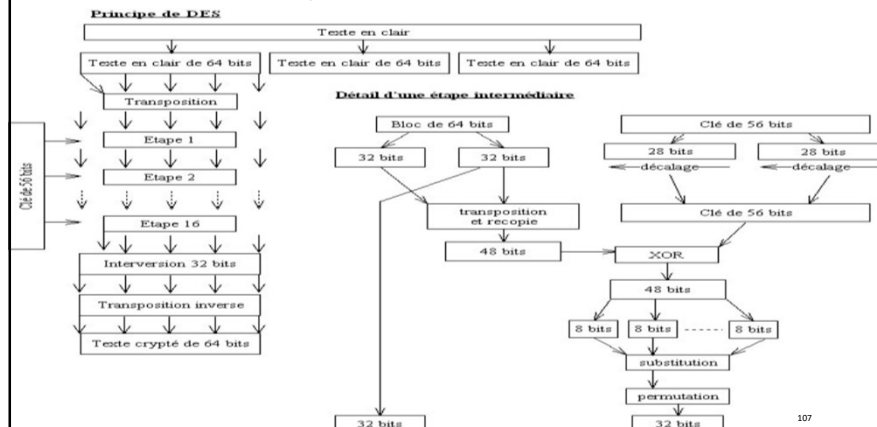 Principe de DES
Texte en clair
Texte en clair de 64 bits
Texte en clair de 64 bits
Texte en clair de 64 bits
Transposition
Etape 1
Etape 2
Etape 16
Clé de 56 bits
Interversion 32 bits
Transposition inverse
Texte crypté de 64 bits
Détail d'une étape intermédiaire
Bloc de 64 bits
32 bits
32 bits
transposition
et recopie
48 bits
Clé de 56 bits
28 bits
28 bits
décalage
décalage
Clé de 56 bits
XOR
48 bits
8 bits
8 bits
8 bits
substitution
permutation
32 bits
32 bits
107